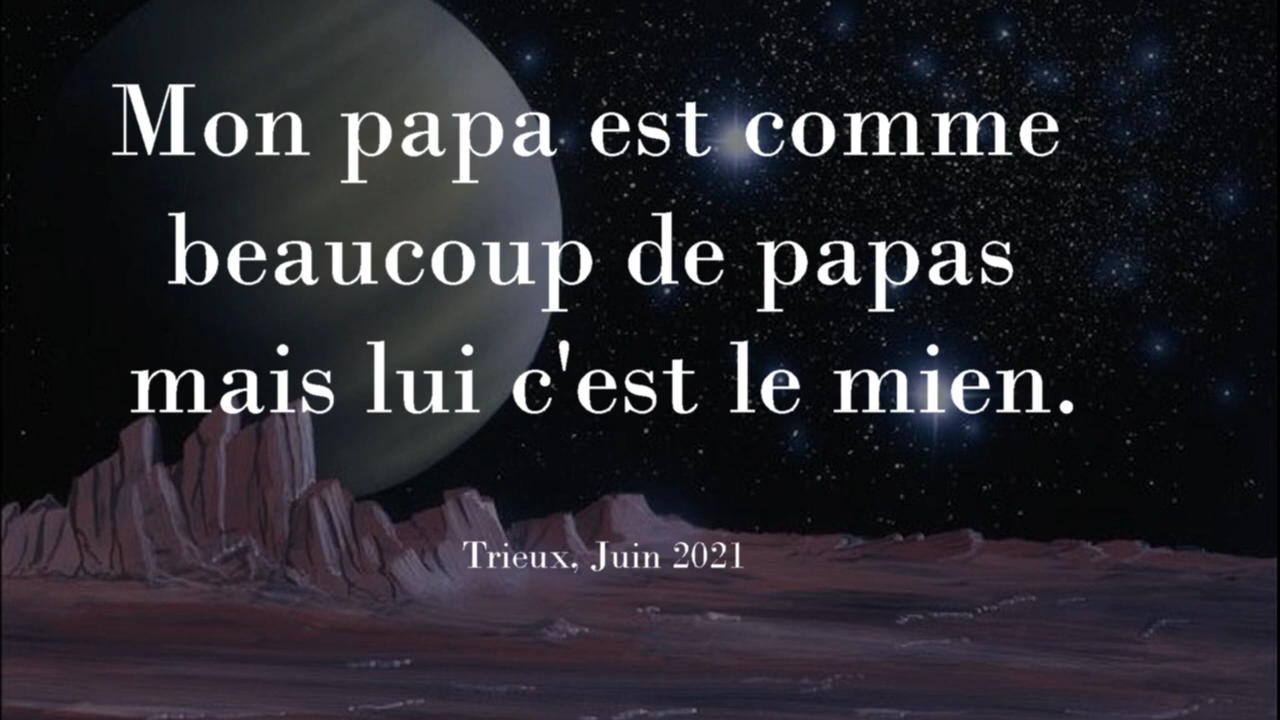 Mon papa est comme
beaucoup de papas
mais lui c'est le mien.
Trieux, Juin 2021